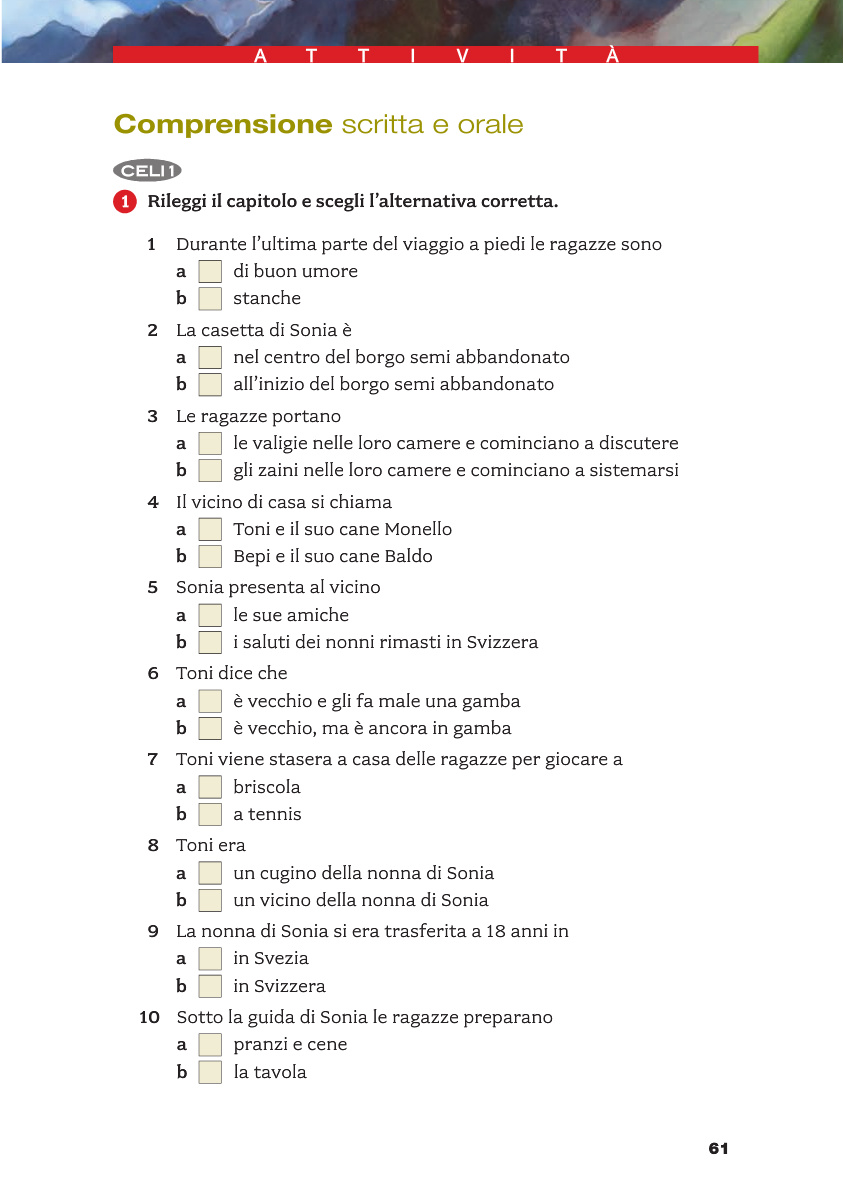 ATTIVITÀ
Comprensione scritta e orale
CELI 1
1 Rileggi il capitolo e scegli l'alternativa corretta.
1 Durante l'ultima parte del viaggio a piedi le ragazze sono
a di buon umore
b stanche
2 La casetta di Sonia è
a nel centro del borgo semi abbandonato
b all'inizio del borgo semi abbandonato
3 Le ragazze portano
a le valigie nelle loro camere e cominciano a discutere
b gli zaini nelle loro camere e cominciano a sistemarsi
4 Il vicino di casa si chiama
a Toni e il suo cane Monello
b Bepi e il suo cane Baldo
5 Sonia presenta al vicino
a le sue amiche
b i saluti dei nonni rimasti in Svizzera
6 Toni dice che
a è vecchio e gli fa male una gamba
b è vecchio, ma è ancora in gamba
7 Toni viene stasera a casa delle ragazze per giocare a
a briscola
b a tennis
8 Toni era
a un cugino della nonna di Sonia
b un vicino della nonna di Sonia
9 La nonna di Sonia si era trasferita a 18 anni in
a in Svezia
b in Svizzera
10 Sotto la guida di Sonia le ragazze preparano
a pranzi e cene
b la tavola
61